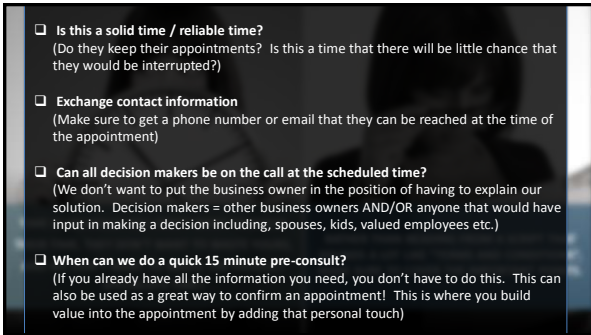 ❑ Is this a solid time / reliable time?
(Do they keep their appointments? Is this a time that there will be little chance that
they would be interrupted?)
❑ Exchange contact information
(Make sure to get a phone number or email that they can be reached at the time of
the appointment)
❑ Can all decision makers be on the call at the scheduled time?
(We don't want to put the business owner in the position of having to explain our
solution. Decision makers = other business owners AND/OR anyone that would have
input in making a decision including, spouses, kids, valued employees etc.)
❑ When can we do a quick 15 minute pre-consult?
(If you already have all the information you need, you don't have to do this. This can
also be used as a great way to confirm an appointment! This is where you build
value into the appointment by adding that personal touch)